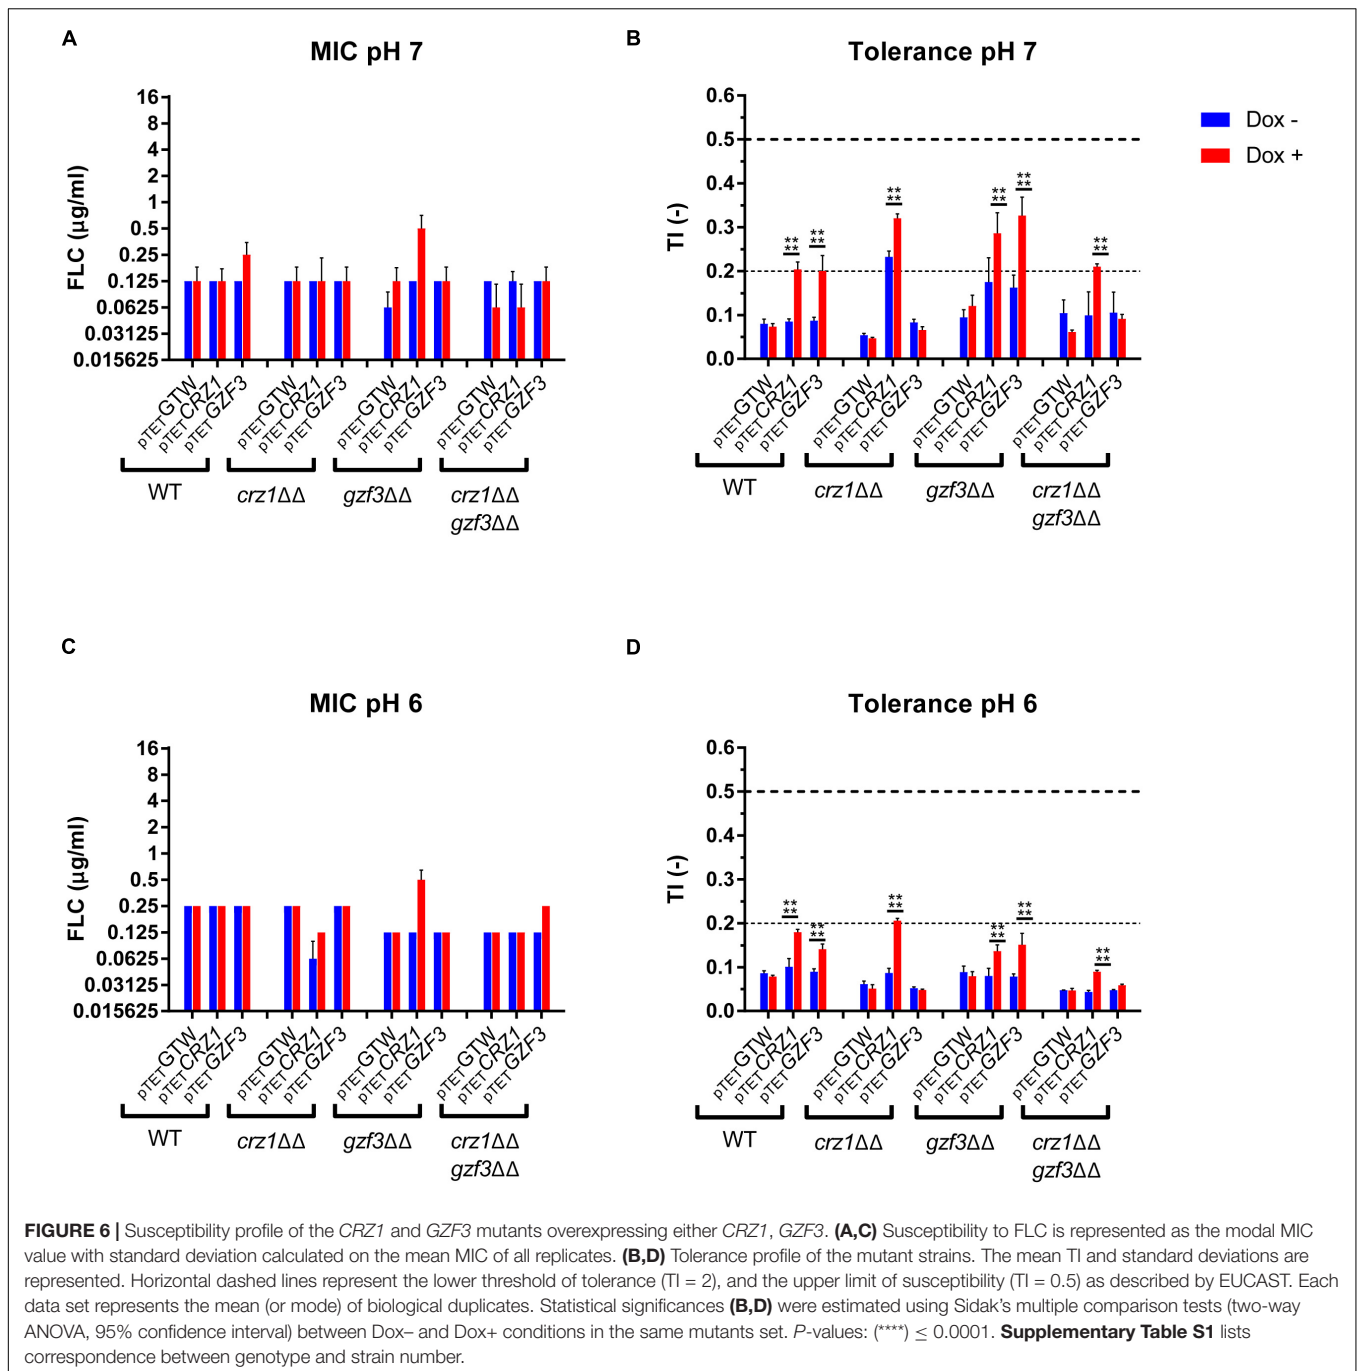 A
MIC pH 7
FLC (µg/ml)
16
8
4
2
1
0.5
0.25
0.125
0.0625
0.03125
0.015625
pTETGTW
pTETCRZ1
pTETGZF3
pTETGTW
pTETCRZ1
pTETGZF3
pTETGTW
pTETCRZ1
pTETGZF3
pTETGTW
pTETCRZ1
pTETGZF3
WT
crz1ΔΔ
gzf3ΔΔ
crz1ΔΔ
gzf3ΔΔ
B
Tolerance pH 7
TI (-)
0.6
0.5
0.4
0.3
0.2
0.1
0.0
****
****
****
****
****
****
pTETGTW
pTETCRZ1
pTETGZF3
pTETGTW
pTETCRZ1
pTETGZF3
pTETGTW
pTETCRZ1
pTETGZF3
pTETGTW
pTETCRZ1
pTETGZF3
WT
crz1ΔΔ
gzf3ΔΔ
crz1ΔΔ
gzf3ΔΔ
Dox -
Dox +
C
MIC pH 6
FLC (µg/ml)
16
8
4
2
1
0.5
0.25
0.125
0.0625
0.03125
0.015625
pTETGTW
pTETCRZ1
pTETGZF3
pTETGTW
pTETCRZ1
pTETGZF3
pTETGTW
pTETCRZ1
pTETGZF3
pTETGTW
pTETCRZ1
pTETGZF3
WT
crz1ΔΔ
gzf3ΔΔ
crz1ΔΔ
gzf3ΔΔ
D
Tolerance pH 6
TI (-)
0.6
0.5
0.4
0.3
0.2
0.1
0.0
****
****
****
****
****
****
pTETGTW
pTETCRZ1
pTETGZF3
pTETGTW
pTETCRZ1
pTETGZF3
pTETGTW
pTETCRZ1
pTETGZF3
pTETGTW
pTETCRZ1
pTETGZF3
WT
crz1ΔΔ
gzf3ΔΔ
crz1ΔΔ
gzf3ΔΔ
FIGURE 6 | Susceptibility profile of the CRZ1 and GZF3 mutants overexpressing either CRZ1, GZF3. (A,C) Susceptibility to FLC is represented as the modal MIC
value with standard deviation calculated on the mean MIC of all replicates. (B,D) Tolerance profile of the mutant strains. The mean TI and standard deviations are
represented. Horizontal dashed lines represent the lower threshold of tolerance (TI = 2), and the upper limit of susceptibility (TI = 0.5) as described by EUCAST. Each
data set represents the mean (or mode) of biological duplicates. Statistical significances (B,D) were estimated using Sidak's multiple comparison tests (two-way
ANOVA, 95% confidence interval) between Dox– and Dox+ conditions in the same mutants set. P-values: (****) ≤ 0.0001. Supplementary Table S1 lists
correspondence between genotype and strain number.